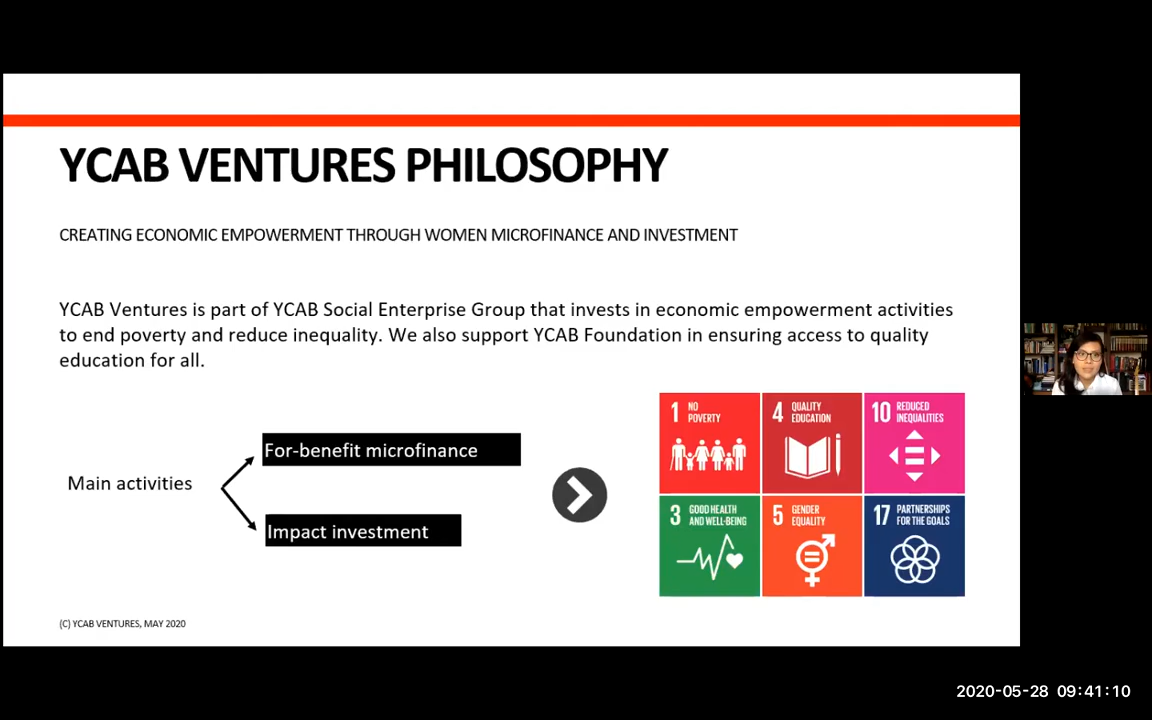 YCAB VENTURES PHILOSOPHY
CREATING ECONOMIC EMPOWERMENT THROUGH WOMEN MICROFINANCE AND INVESTMENT
YCAB Ventures is part of YCAB Social Enterprise Group that invests in economic empowerment activities
to end poverty and reduce inequality. We also support YCAB Foundation in ensuring access to quality
education for all.
Main activities
For-benefit microfinance
Impact investment
1 NO
POVERTY
4 QUALITY
EDUCATION
10 REDUCED
INEQUALITIES
3 GOOD HEALTH
AND WELL-BEING
5 GENDER
EQUALITY
17 PARTNERSHIPS
FOR THE GOALS
(C) YCAB VENTURES, MAY 2020
2020-05-28 09:41:10